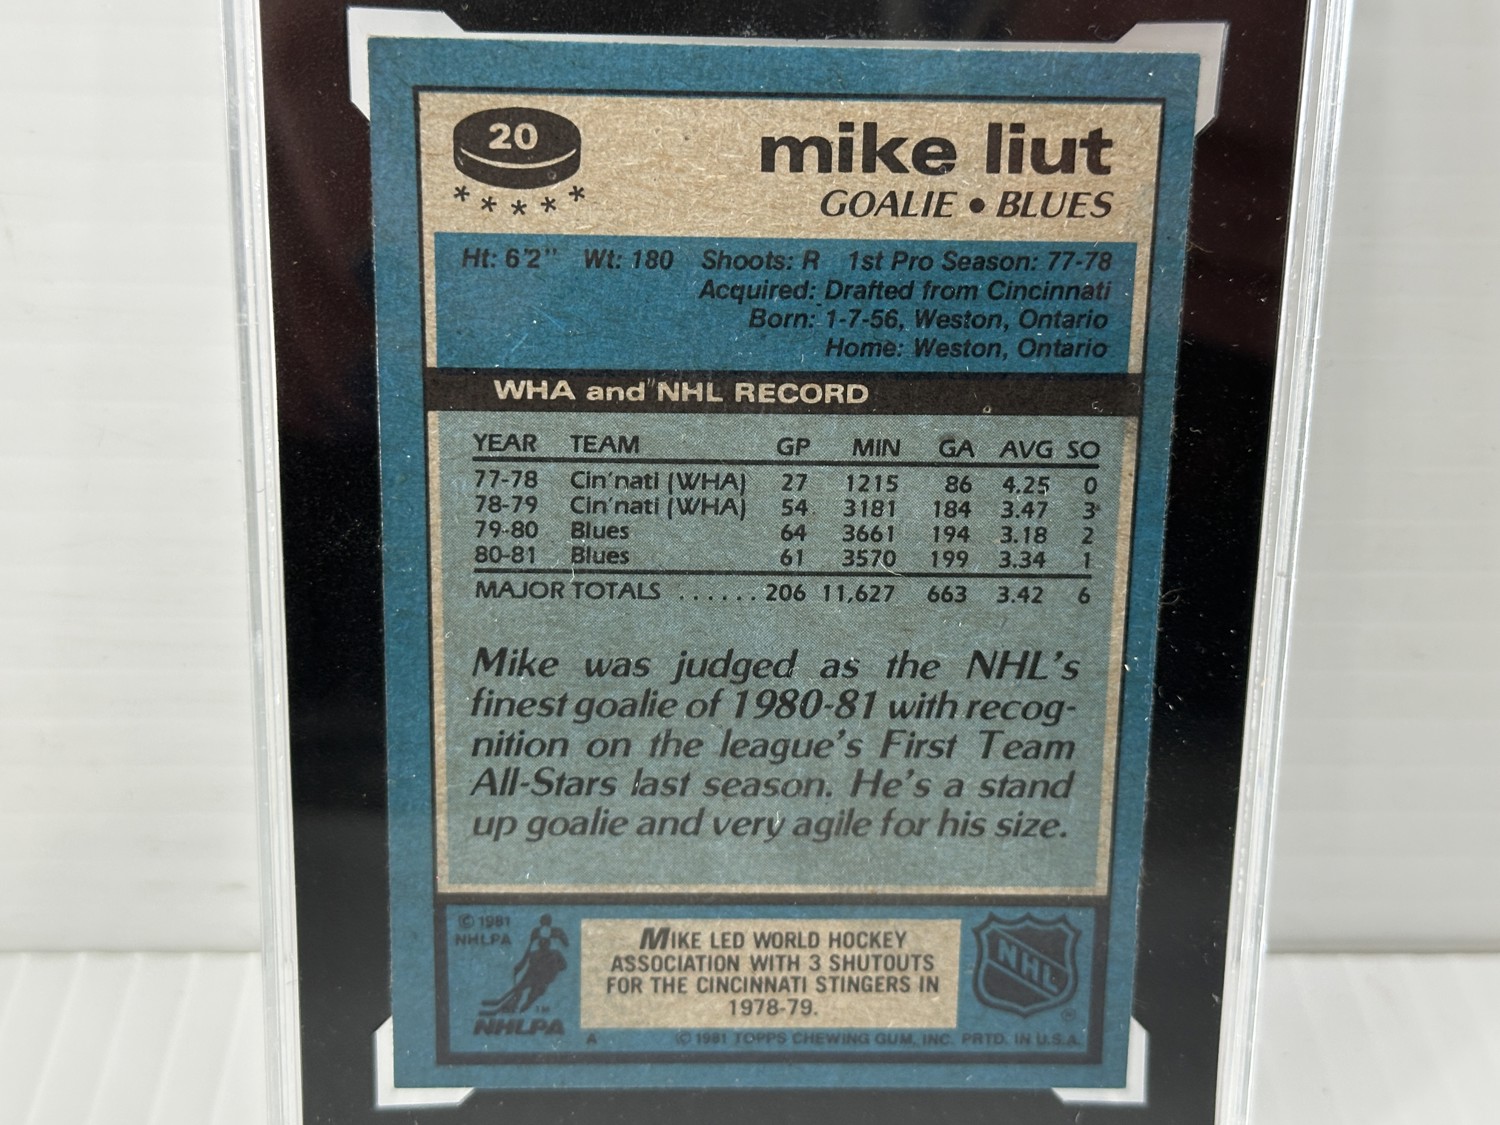 20
mike liut
GOALIE • BLUES
* * * * *
Ht: 6'2" Wt: 180 Shoots: R 1st Pro Season: 77-78
Acquired: Drafted from Cincinnati
Born: 1-7-56, Weston, Ontario
Home: Weston, Ontario
WHA and NHL RECORD
YEAR TEAM GP MIN GA AVG SO
77-78 Cin'nati (WHA) 27 1215 86 4.25 0
78-79 Cin'nati (WHA) 54 3181 184 3.47 3
79-80 Blues 64 3661 194 3.18 2
80-81 Blues 61 3570 199 3.34 1
MAJOR TOTALS ...... 206 11,627 663 3.42 6
Mike was judged as the NHL's
finest goalie of 1980-81 with recog-
nition on the league's First Team
All-Stars last season. He's a stand
up goalie and very agile for his size.
© 1981
NHLPA
TM
NHLPA
MIKE LED WORLD HOCKEY
ASSOCIATION WITH 3 SHUTOUTS
FOR THE CINCINNATI STINGERS IN
1978-79.
NHL
®
A © 1981 TOPPS CHEWING GUM, INC. PRTD. IN U.S.A.